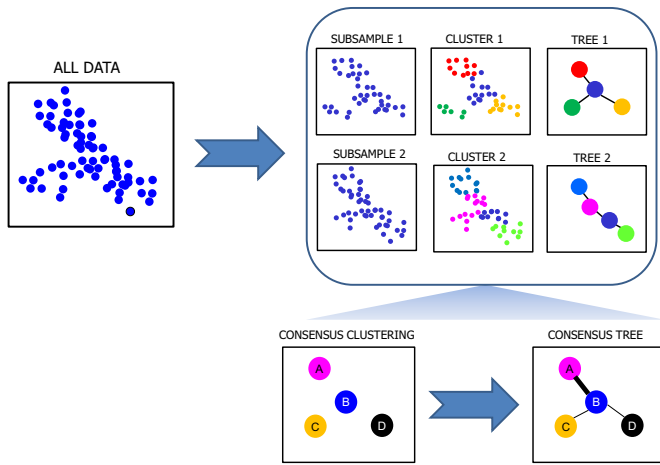 ALL DATA
SUBSAMPLE 1
CLUSTER 1
TREE 1
SUBSAMPLE 2
CLUSTER 2
TREE 2
CONSENSUS CLUSTERING
CONSENSUS TREE
A
B
C
D
A
B
C
D